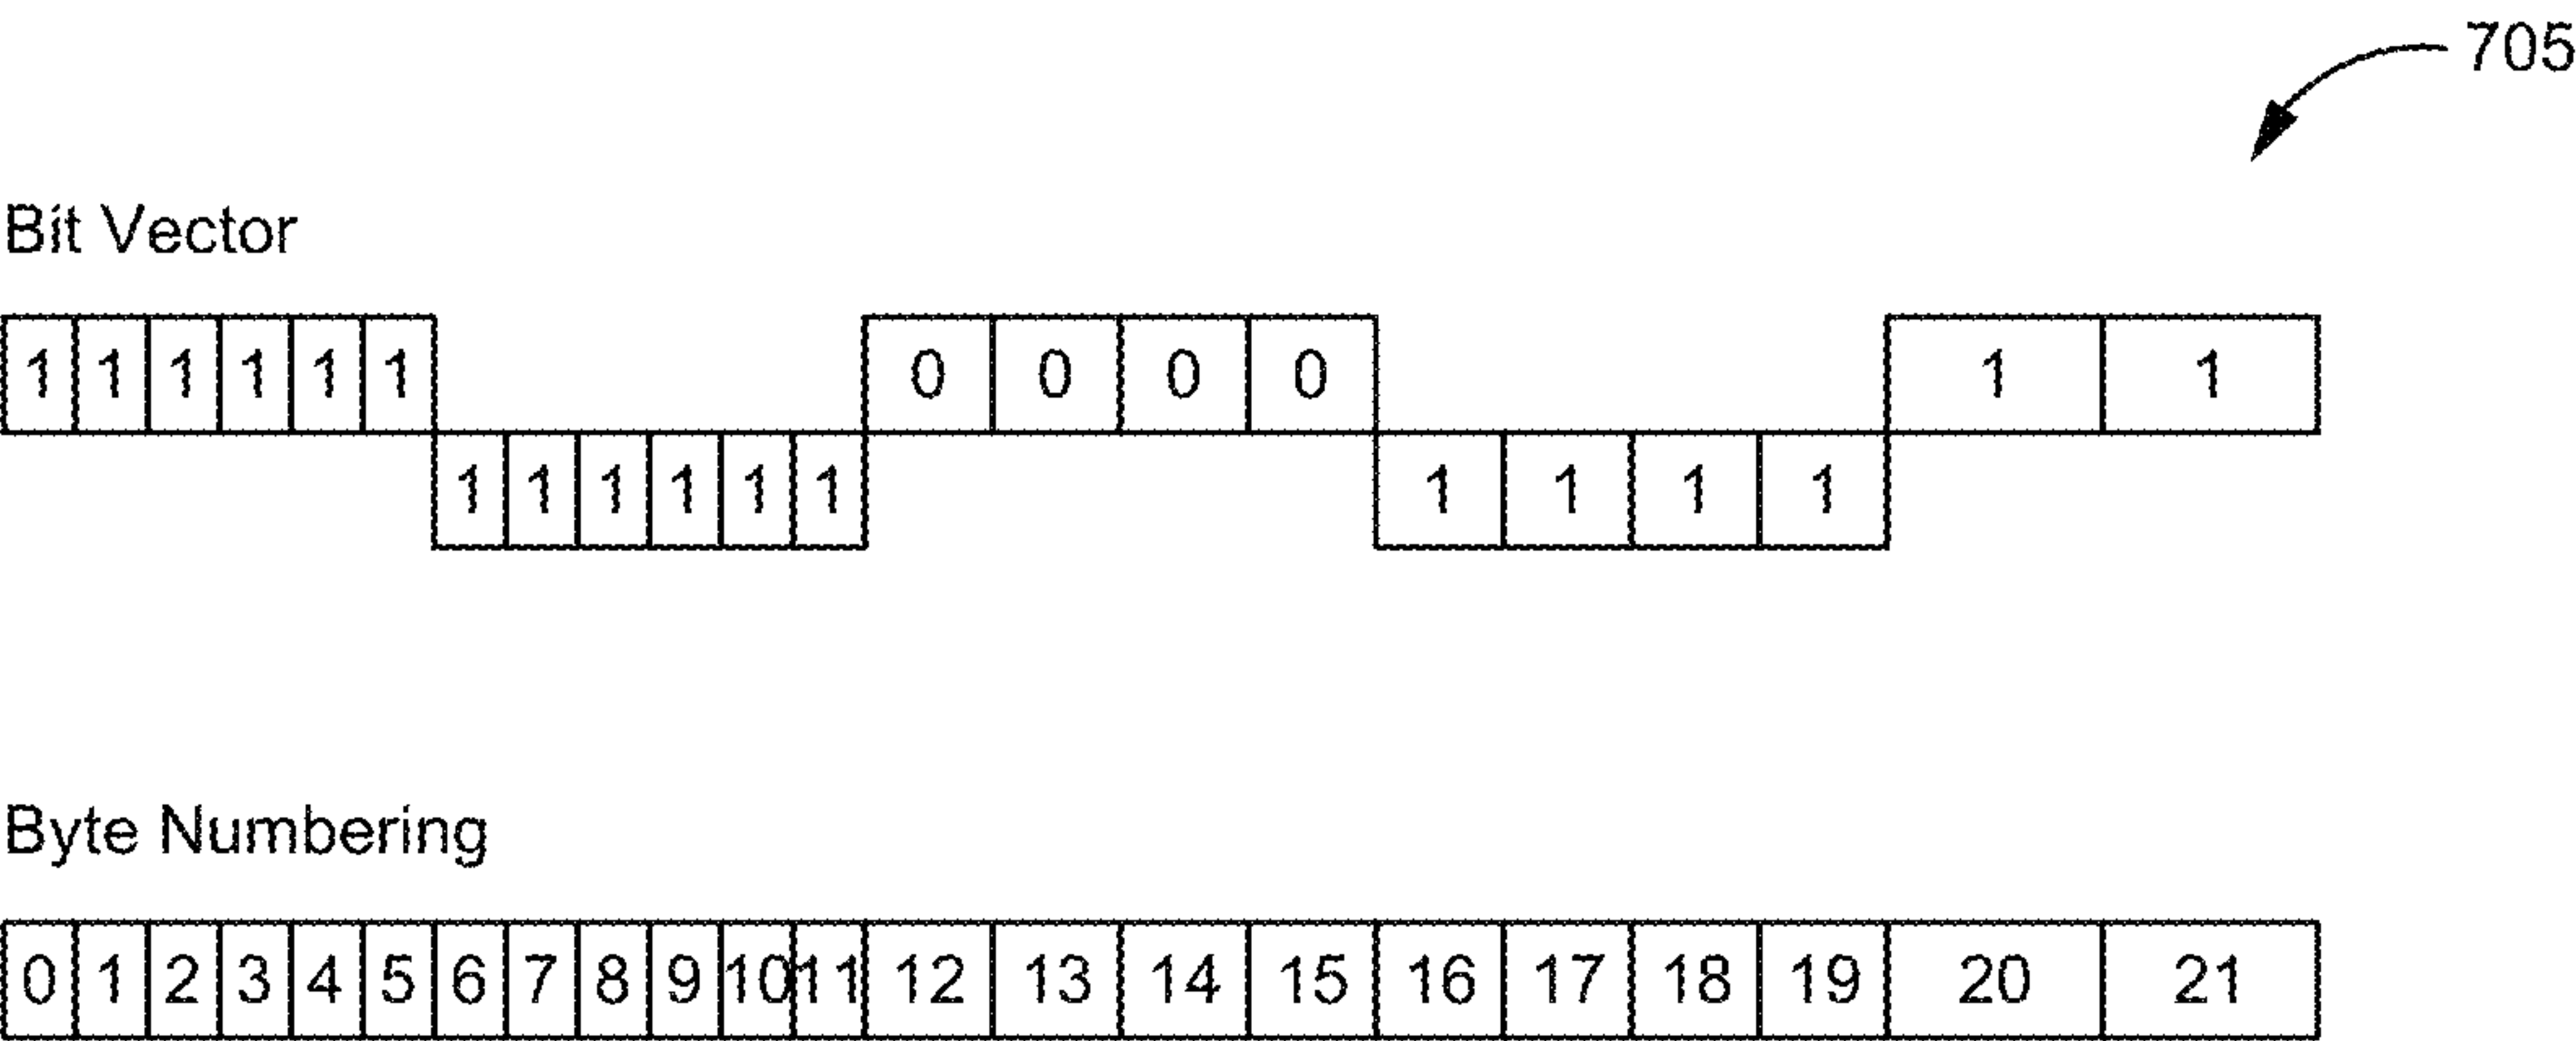 705
Bit Vector
1 1 1 1 1 1 0 0 0 0 1 1
1 1 1 1 1 1 1 1 1 1
Byte Numbering
0 1 2 3 4 5 6 7 8 9 10 11 12 13 14 15 16 17 18 19 20 21